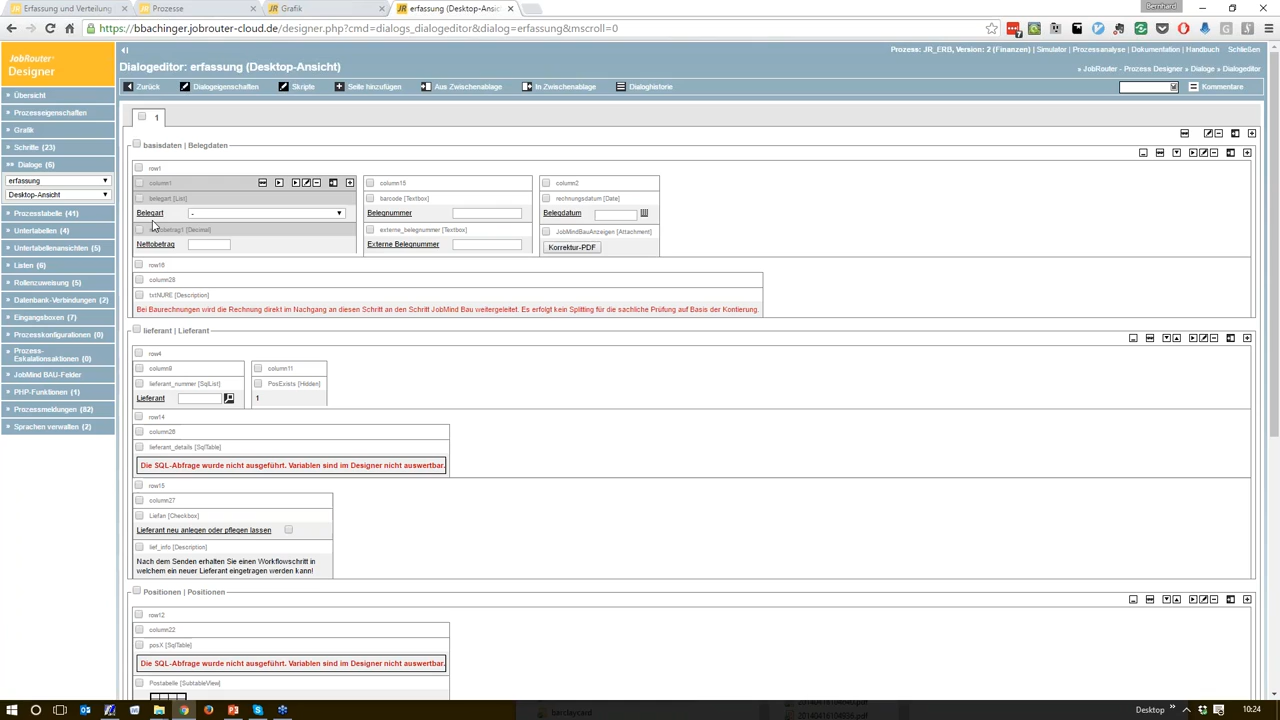 Erfassung und Verteilung
Prozesse
Grafik
erfassung (Desktop-Ansicht)
Bernhard
https://bbachinger.jobrouter-cloud.de/designer.php?cmd=dialogs_dialogeditor&dialog=erfassung&mscroll=0
JobRouter
Designer
Prozess: JR_ERB, Version: 2 (Finanzen) | Simulator | Prozessanalyse | Dokumentation | Handbuch Schließen
Dialogeditor: erfassung (Desktop-Ansicht)
» JobRouter - Prozess Designer » Dialoge » Dialogeditor
Zurück Dialogeigenschaften Skripte Seite hinzufügen Aus Zwischenablage In Zwischenablage Dialoghistorie Kommentare
Übersicht
Prozesseigenschaften
Grafik
Schritte (23)
Dialoge (6)
erfassung
Desktop-Ansicht
Prozesstabelle (41)
Untertabellen (4)
Untertabellenansichten (5)
Listen (6)
Rollenzuweisung (5)
Datenbank-Verbindungen (2)
Eingangsboxen (7)
Prozesskonfigurationen (0)
Prozess-
Eskalationsaktionen (0)
JobMind BAU-Felder
PHP-Funktionen (1)
Prozessmeldungen (82)
Sprachen verwalten (2)
1
basisdaten | Belegdaten
row1
column1 column15 column2
belegart [List] barcode [Textbox] rechnungsdatum [Date]
Belegart - Belegnummer Belegdatum
[Decimal] externe_belegnummer [Textbox] JobMindBauAnzeigen [Attachment]
Nettobetrag Externe Belegnummer Korrektur-PDF
row16
column28
txtNURE [Description]
Bei Baurechnungen wird die Rechnung direkt im Nachgang an diesen Schritt an den Schritt JobMind Bau weitergeleitet. Es erfolgt kein Splitting für die sachliche Prüfung auf Basis der Kontierung.
lieferant | Lieferant
row4
column9 column11
lieferant_nummer [SqlList] PosExists [Hidden]
Lieferant 1
row14
column26
lieferant_details [SqlTable]
Die SQL-Abfrage wurde nicht ausgeführt. Variablen sind im Designer nicht auswertbar.
row15
column27
Liefan [Checkbox]
Lieferant neu anlegen oder pflegen lassen
lief_info [Description]
Nach dem Senden erhalten Sie einen Workflowschritt in
welchem ein neuer Lieferant eingetragen werden kann!
Positionen | Positionen
row12
column22
posX [SqlTable]
Die SQL-Abfrage wurde nicht ausgeführt. Variablen sind im Designer nicht auswertbar.
Postabelle [SubtableView]
barclaycard
20140416104936.pdf
Desktop
10:24